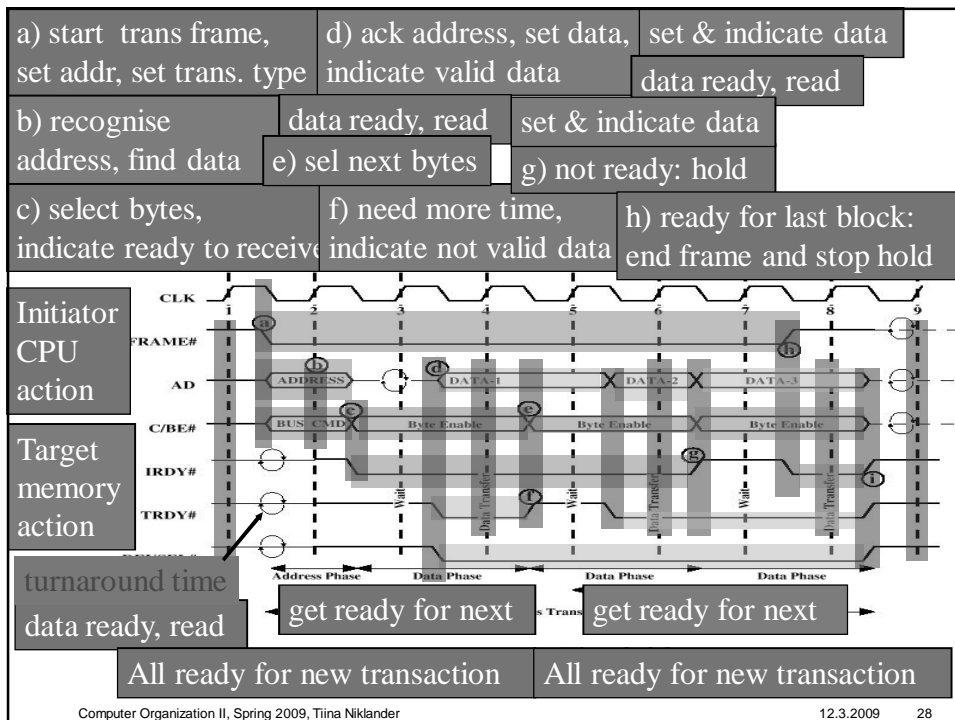 a) start trans frame,
set addr, set trans. type
d) ack address, set data,
indicate valid data
set & indicate data
data ready, read
b) recognise
address, find data
data ready, read
set & indicate data
e) sel next bytes
g) not ready: hold
c) select bytes,
indicate ready to receive
f) need more time,
indicate not valid data
h) ready for last block:
end frame and stop hold
CLK
1 2 3 4 5 6 7 8 9
Initiator
CPU
action
FRAME#
a
h
b
d
AD
ADDRESS
DATA-1
DATA-2
DATA-3
c
e
C/BE#
BUS CMD
Byte Enable
Byte Enable
Byte Enable
Target
memory
action
IRDY#
g
i
TRDY#
Wait
Data Transfer
f
Wait
Data Transfer
Wait
Data Transfer
turnaround time
Address Phase
Data Phase
Data Phase
Data Phase
data ready, read
get ready for next
get ready for next
All ready for new transaction
All ready for new transaction
Computer Organization II, Spring 2009, Tiina Niklander
12.3.2009
28